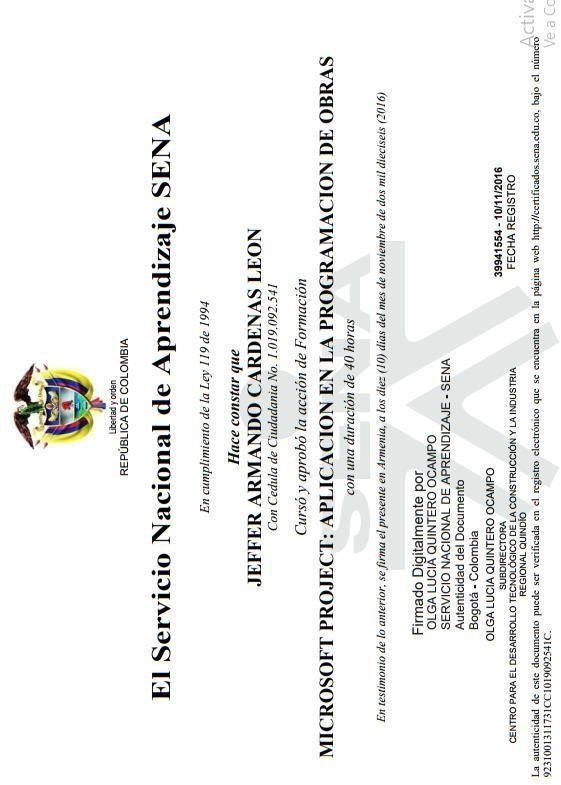 Libertad y orden
REPÚBLICA DE COLOMBIA
El Servicio Nacional de Aprendizaje SENA
En cumplimiento de la Ley 119 de 1994
Hace constar que
JEFFER ARMANDO CARDENAS LEON
Con Cedula de Ciudadania No. 1.019.092.541
Cursó y aprobó la acción de Formación
MICROSOFT PROJECT: APLICACION EN LA PROGRAMACION DE OBRAS
con una duración de 40 horas
En testimonio de lo anterior, se firma el presente en Armenia, a los diez (10) días del mes de noviembre de dos mil dieciseis (2016)
SENA
Firmado Digitalmente por
OLGA LUCIA QUINTERO OCAMPO
SERVICIO NACIONAL DE APRENDIZAJE - SENA
Autenticidad del Documento
Bogotá - Colombia
OLGA LUCIA QUINTERO OCAMPO
SUBDIRECTORA
CENTRO PARA EL DESARROLLO TECNOLÓGICO DE LA CONSTRUCCIÓN Y LA INDUSTRIA
REGIONAL QUINDÍO
39941554 - 10/11/2016
FECHA REGISTRO
La autenticidad de este documento puede ser verificada en el registro electrónico que se encuentra en la página web http://certificados.sena.edu.co, bajo el número
9231001311731CC1019092541C.
Activa
Ve a Co